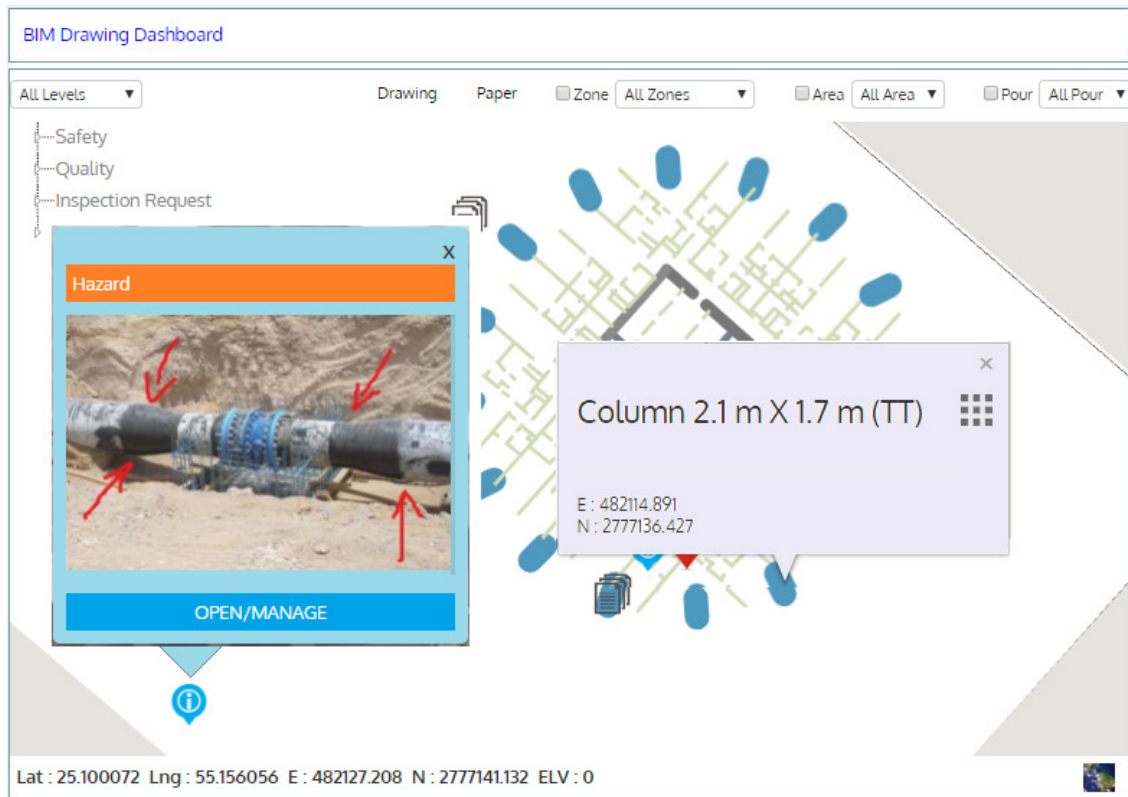 BIM Drawing Dashboard
All Levels ▼ Drawing Paper Zone All Zones ▼ Area All Area ▼ Pour All Pour ▼
Safety
Quality
Inspection Request
X
Hazard
OPEN/MANAGE
×
Column 2.1 m X 1.7 m (TT)
E : 482114.891
N : 2777136.427
Lat : 25.100072 Lng : 55.156056 E : 482127.208 N : 2777141.132 ELV : 0